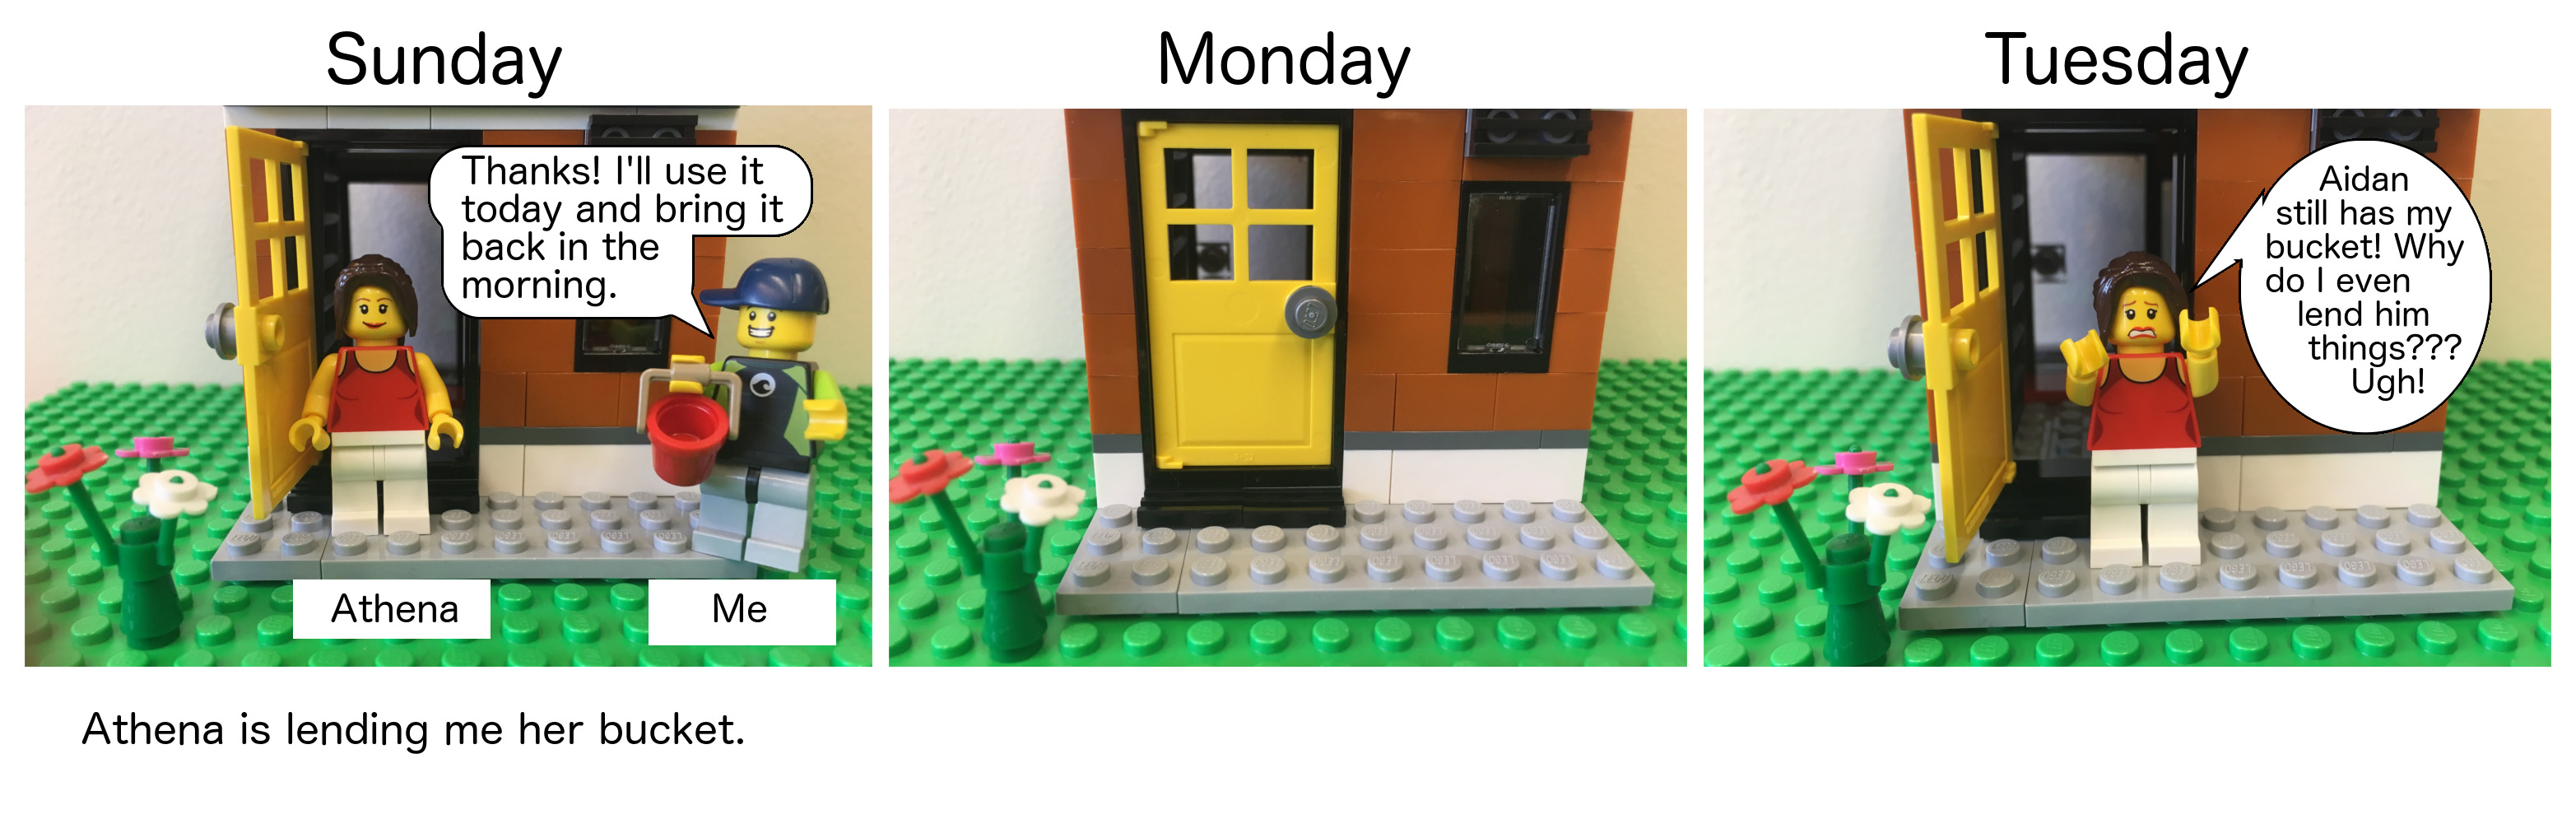 Sunday
Monday
Tuesday
Thanks! I'll use it
today and bring it
back in the
morning.
Athena
Me
Aidan
still has my
bucket! Why
do I even
lend him
things???
Ugh!
Athena is lending me her bucket.